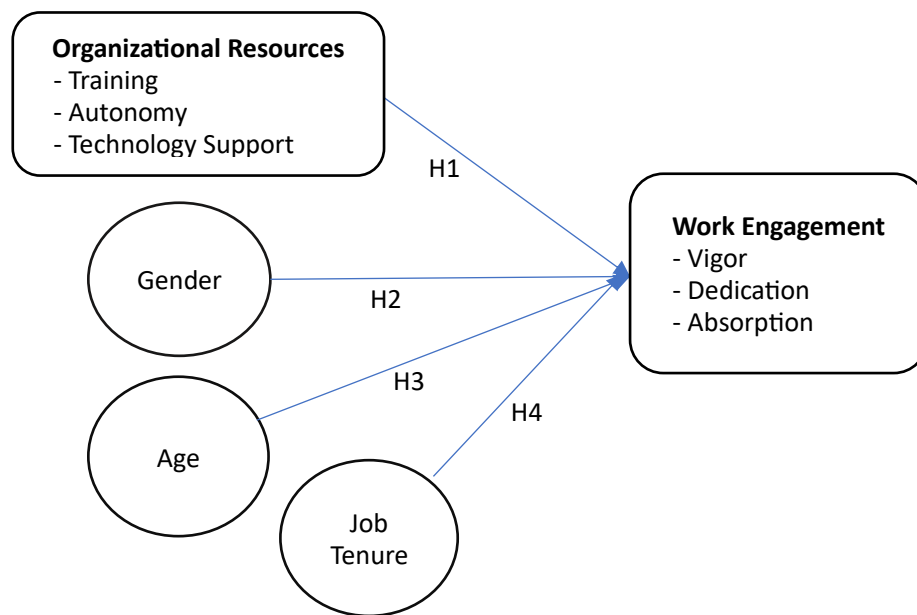 Organizational Resources
- Training
- Autonomy
- Technology Support
H1
Work Engagement
- Vigor
- Dedication
- Absorption
Gender
H2
H3
Age
H4
Job
Tenure